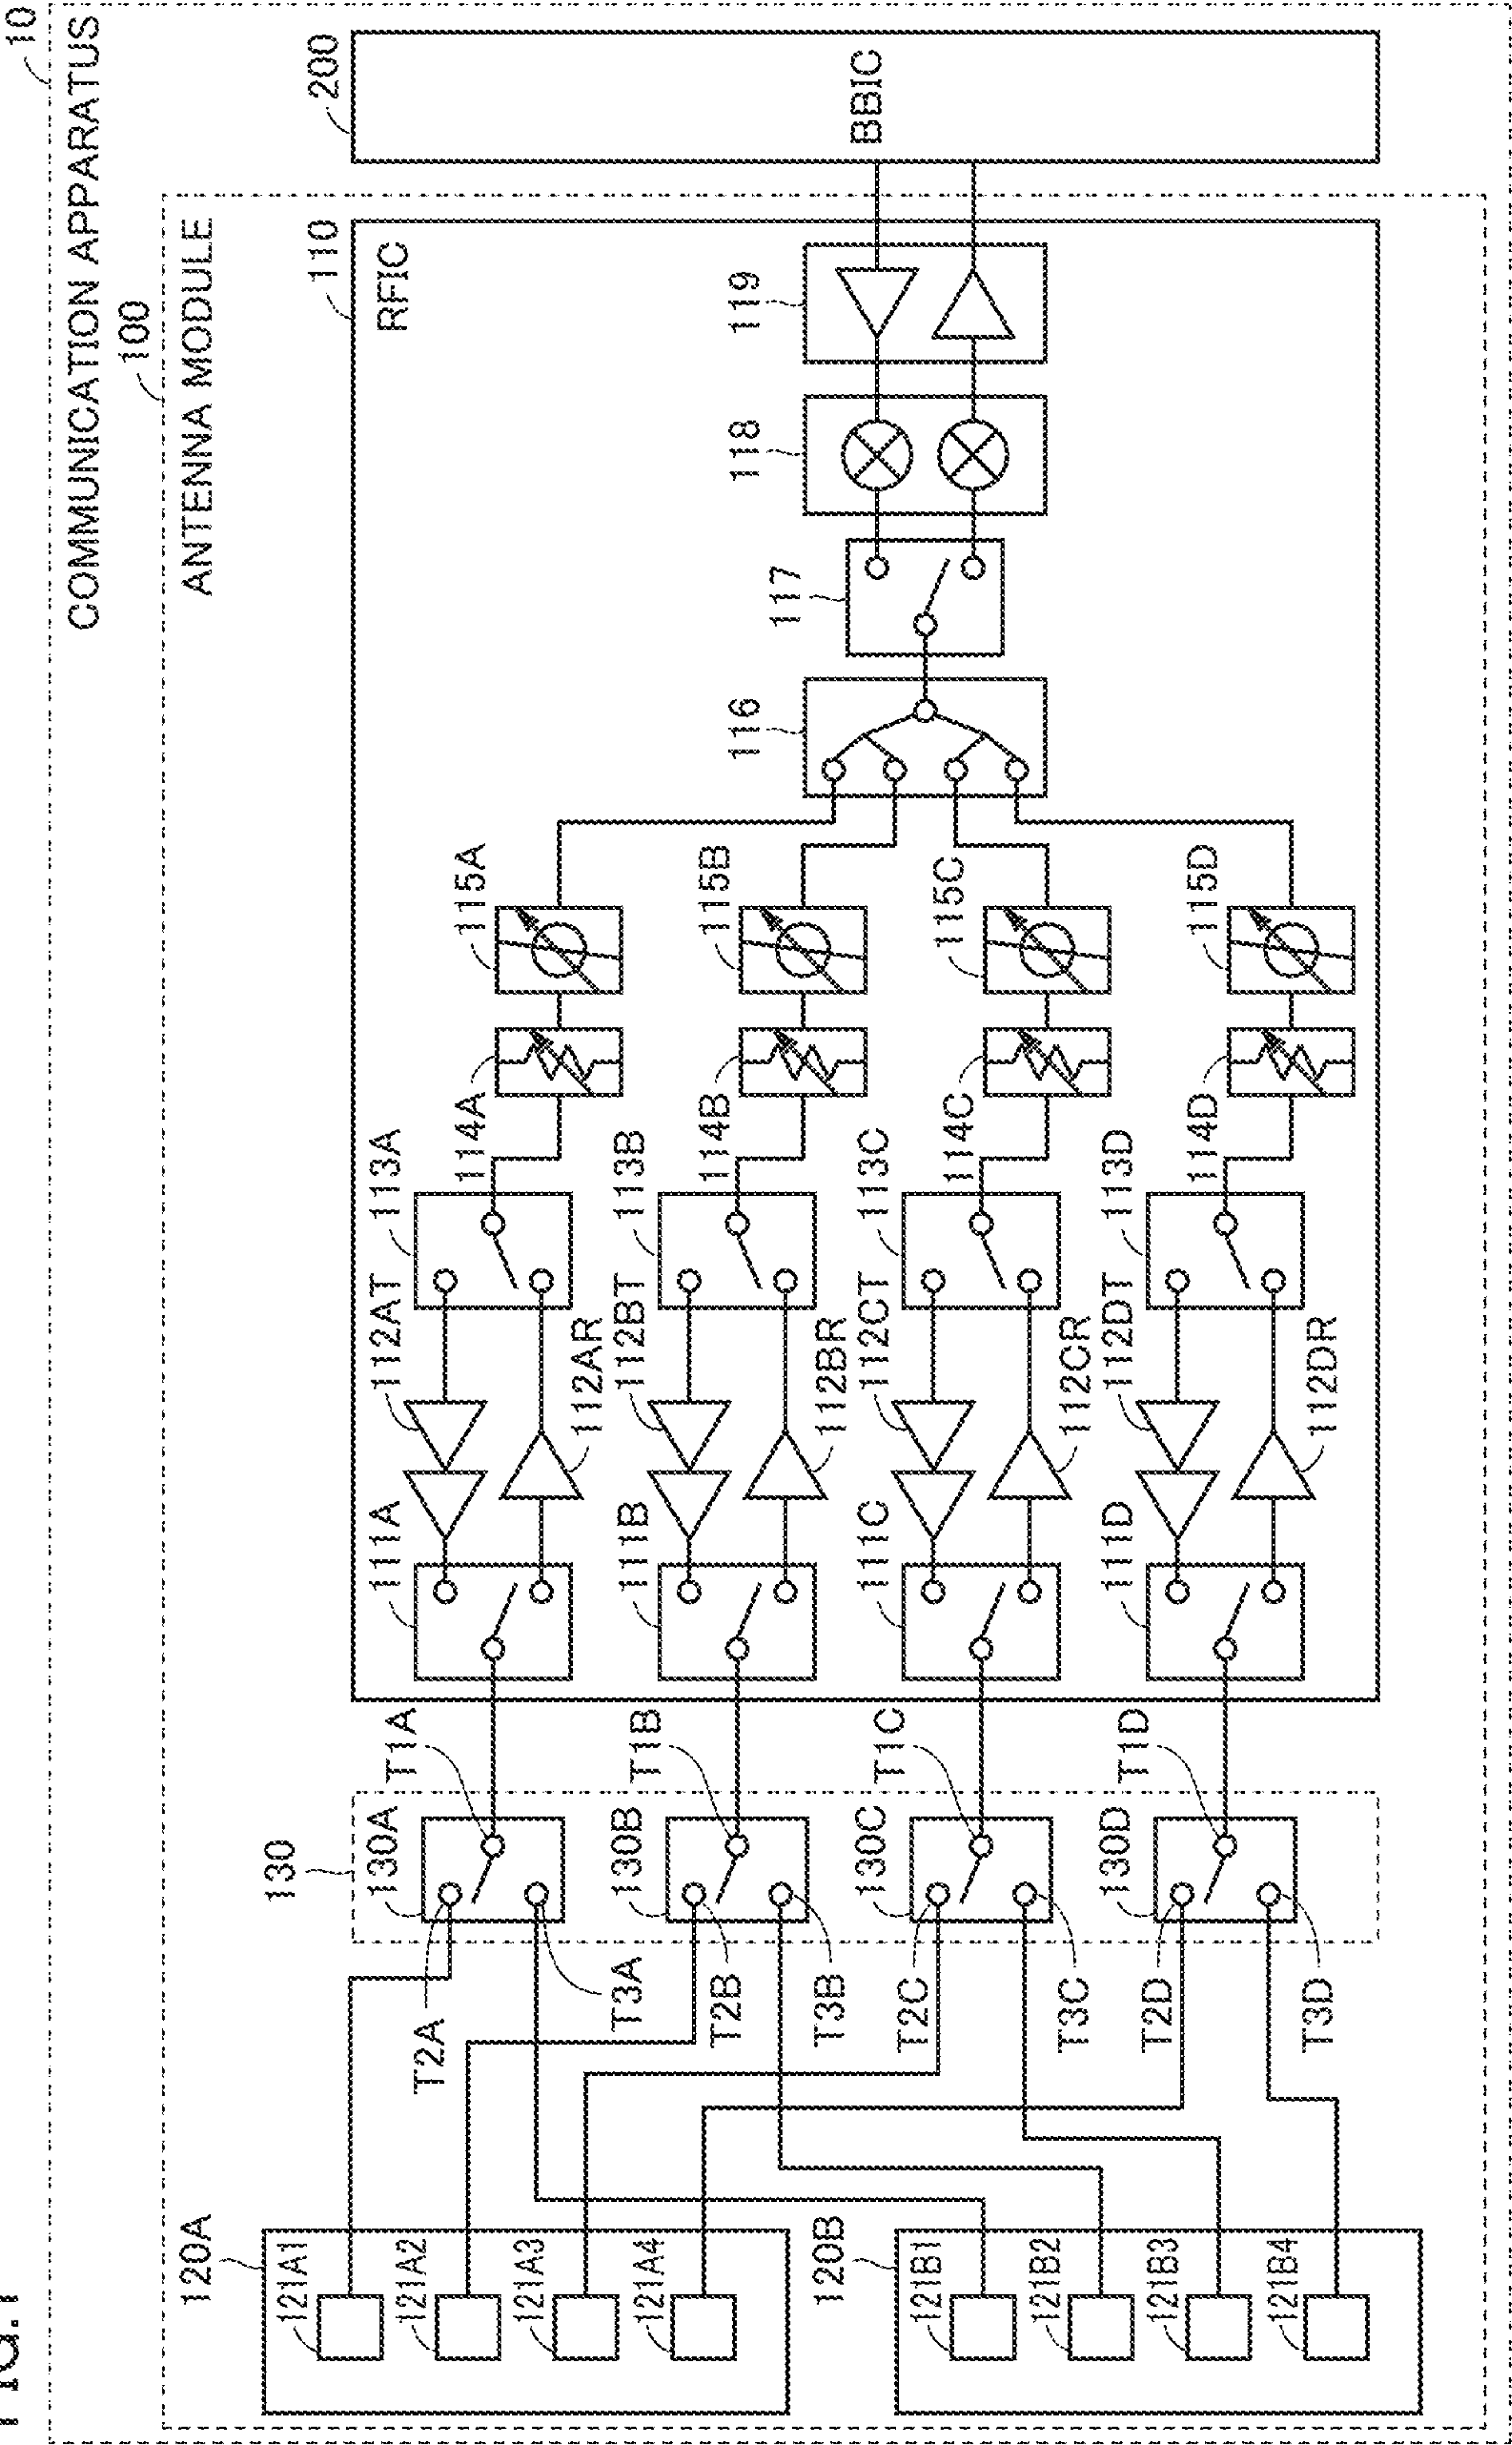 FIG.1
10
COMMUNICATION APPARATUS
100
ANTENNA MODULE
120A
121A1
121A2
121A3
121A4
120B
121B1
121B2
121B3
121B4
130
130A
T1A
T2A
T3A
130B
T1B
T2B
T3B
130C
T1C
T2C
T3C
130D
T1D
T2D
T3D
110
RFIC
111A
112AT
112AR
113A
114A
115A
111B
112BT
112BR
113B
114B
115B
111C
112CT
112CR
113C
114C
115C
111D
112DT
112DR
113D
114D
115D
116
117
118
119
200
BBIC